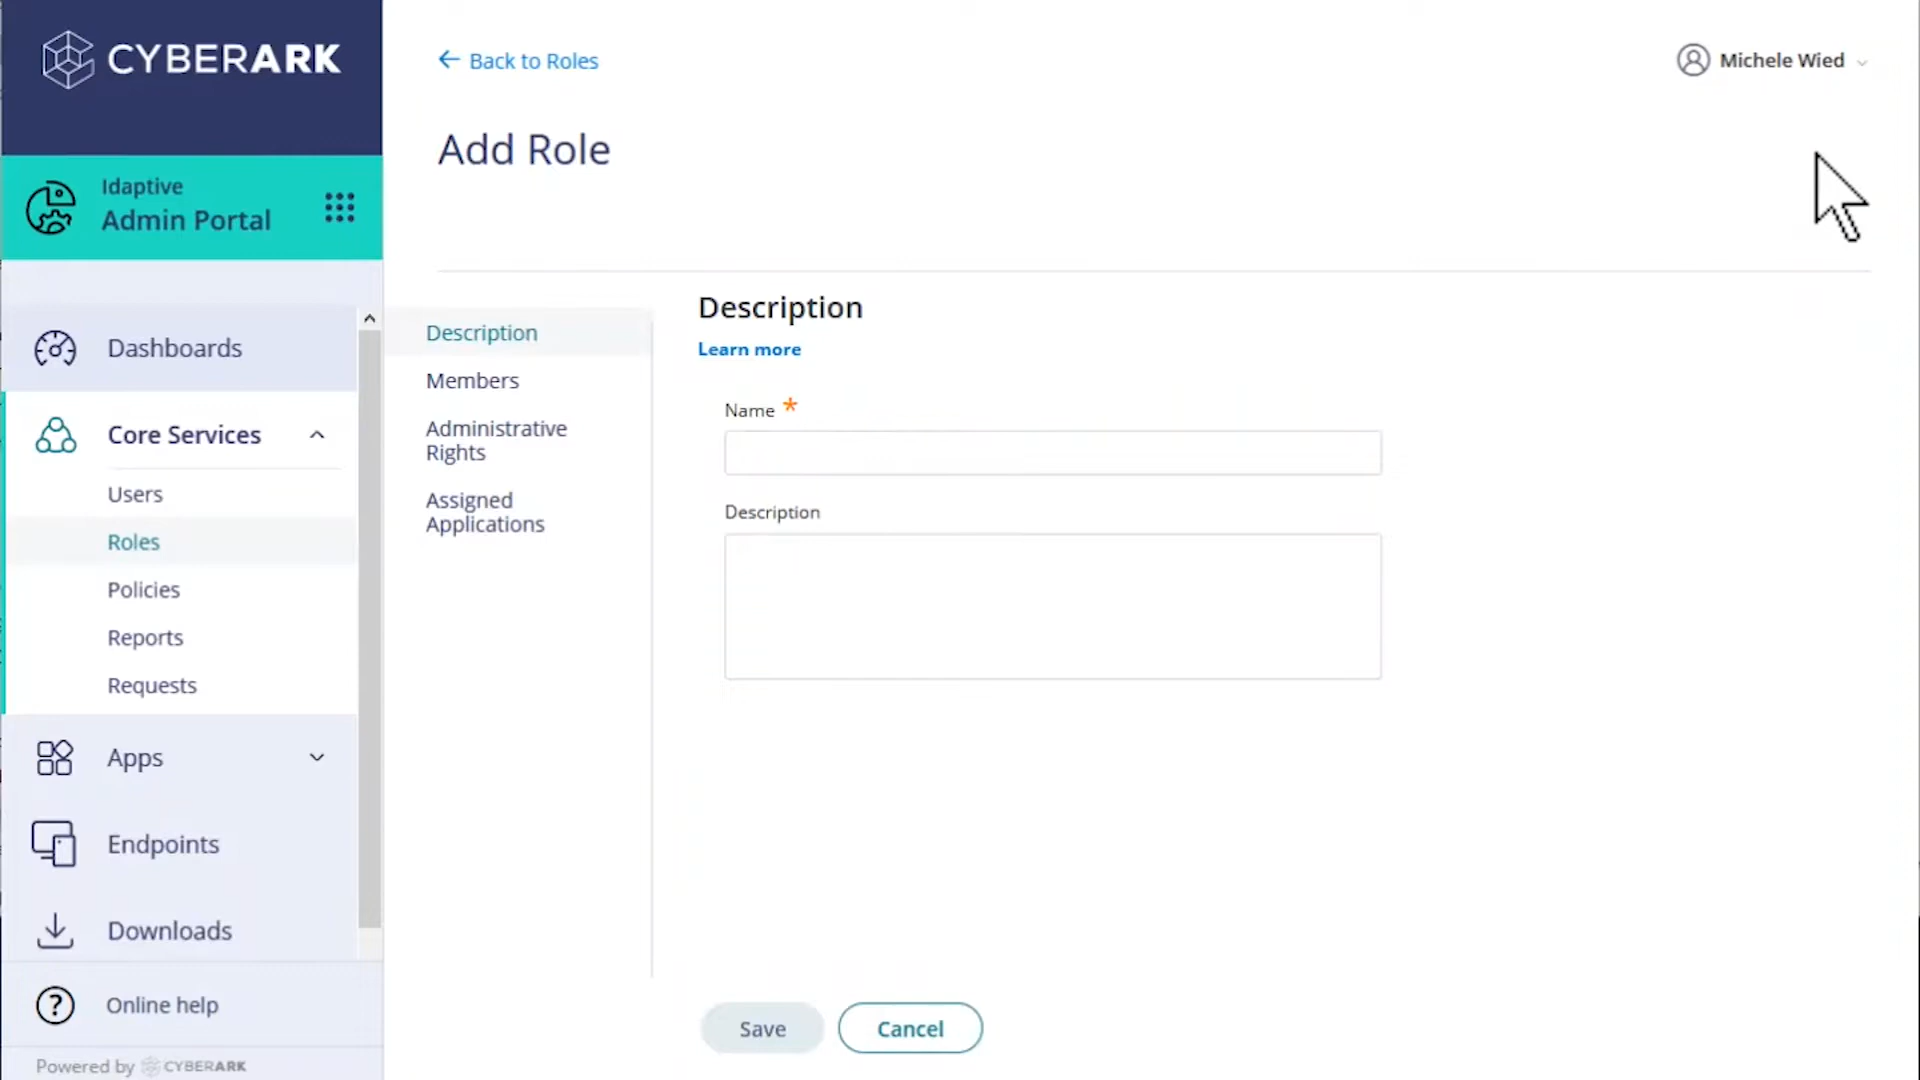 CYBERARK
Idaptive
Admin Portal
Dashboards
Core Services
Users
Roles
Policies
Reports
Requests
Apps
Endpoints
Downloads
Online help
Powered by CYBERARK
Back to Roles
Michele Wied
Add Role
Description
Members
Administrative
Rights
Assigned
Applications
Description
Learn more
Name *
Description
Save
Cancel